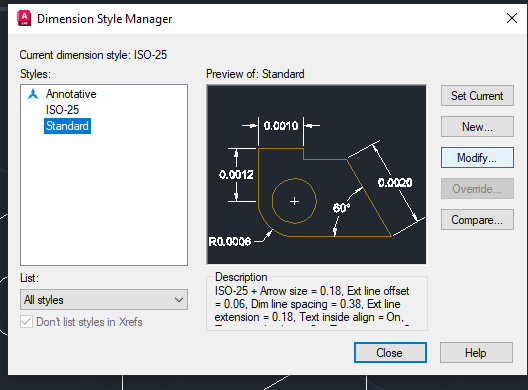 Dimension Style Manager
Current dimension style: ISO-25
Styles:
Annotative
ISO-25
Standard
Preview of: Standard
0.0010
0.0012
0.0020
60°
R0.0006
Set Current
New...
Modify...
Override...
Compare...
List:
All styles
Don't list styles in Xrefs
Description
ISO-25 + Arrow size = 0.18, Ext line offset
= 0.06, Dim line spacing = 0.38, Ext line
extension = 0.18, Text inside align = On,
Close
Help